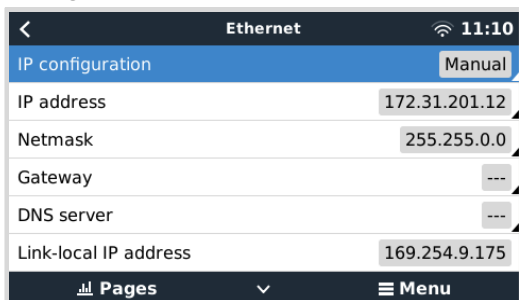 Ethernet 11:10
IP configuration Manual
IP address 172.31.201.12
Netmask 255.255.0.0
Gateway ---
DNS server ---
Link-local IP address 169.254.9.175
Pages Menu